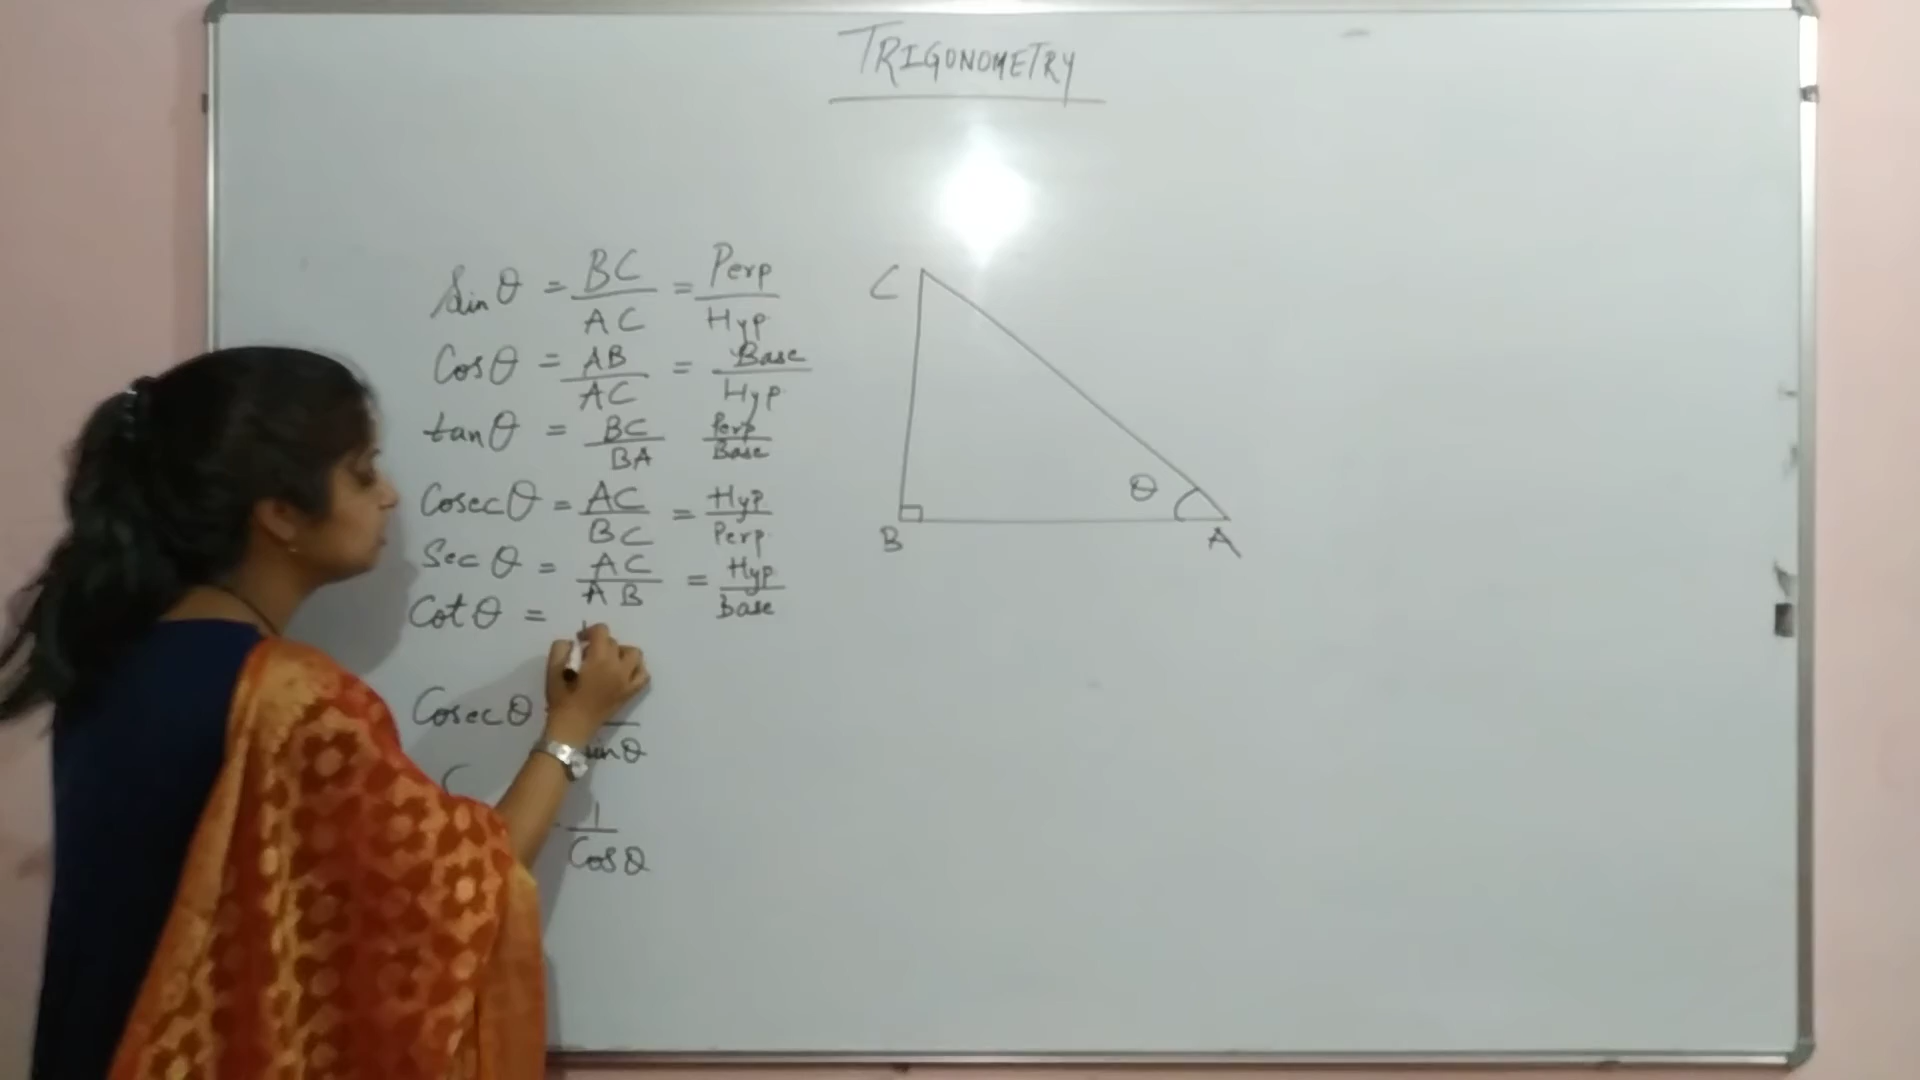 TRIGONOMETRY
Sin θ = BC/AC = Perp/Hyp
Cos θ = AB/AC = Base/Hyp
tan θ = BC/BA Perp/Base
Cosec θ = AC/BC = Hyp/Perp
Sec θ = AC/AB = Hyp/Base
Cot θ =
Cosec θ
sin θ
1/Cos θ
C
B
θ
A